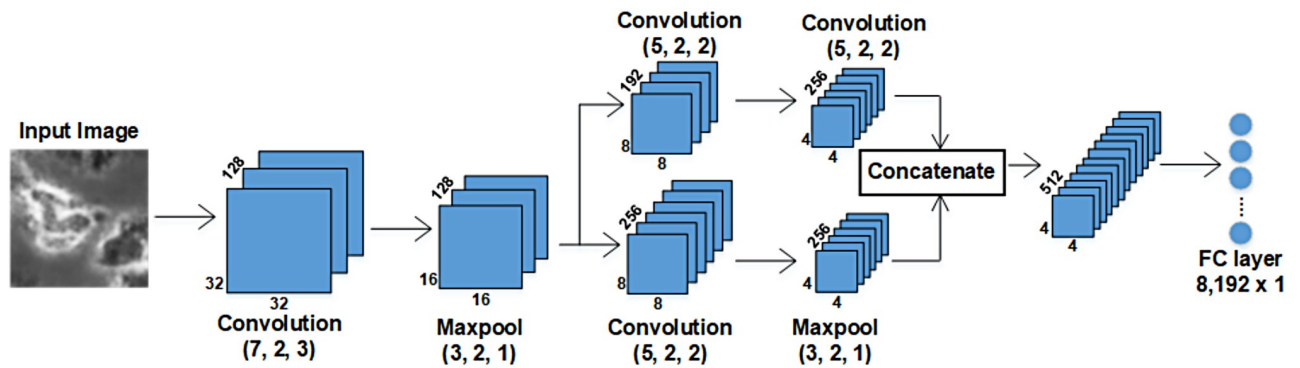 Input Image
128
32
32
Convolution
(7, 2, 3)
128
16
16
Maxpool
(3, 2, 1)
Convolution
(5, 2, 2)
192
8
8
Convolution
(5, 2, 2)
256
4
4
256
8
8
Convolution
(5, 2, 2)
256
4
4
Maxpool
(3, 2, 1)
Concatenate
512
4
4
FC layer
8,192 x 1